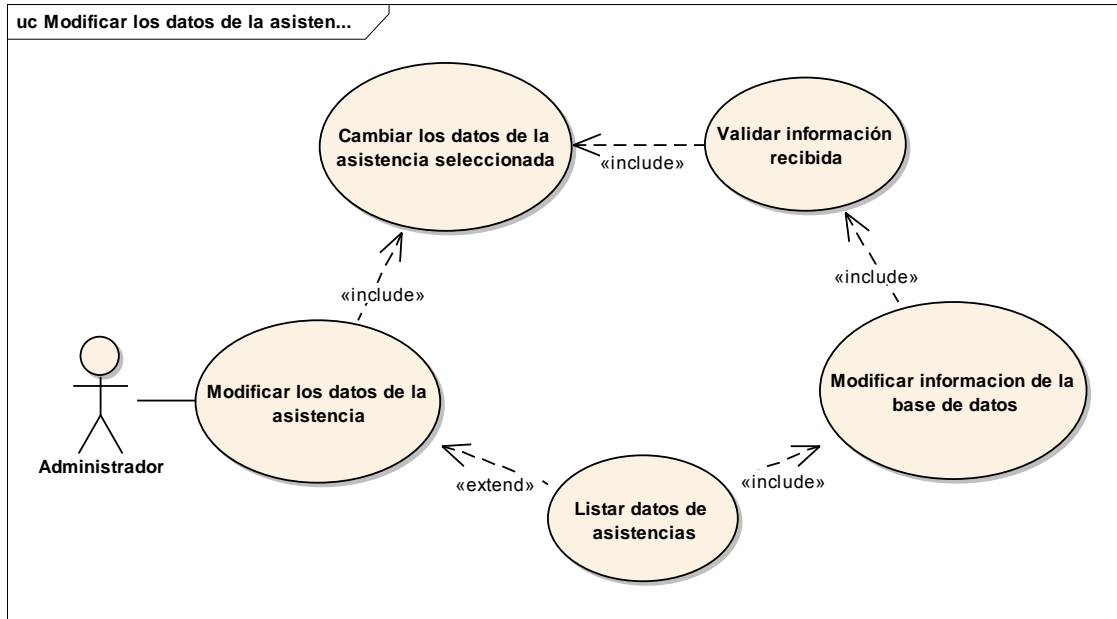 uc Modificar los datos de la asisten...
Cambiar los datos de la
asistencia seleccionada
Validar información
recibida
«include»
«include»
«include»
Modificar los datos de la
asistencia
Modificar informacion de la
base de datos
Administrador
«extend»
«include»
Listar datos de
asistencias